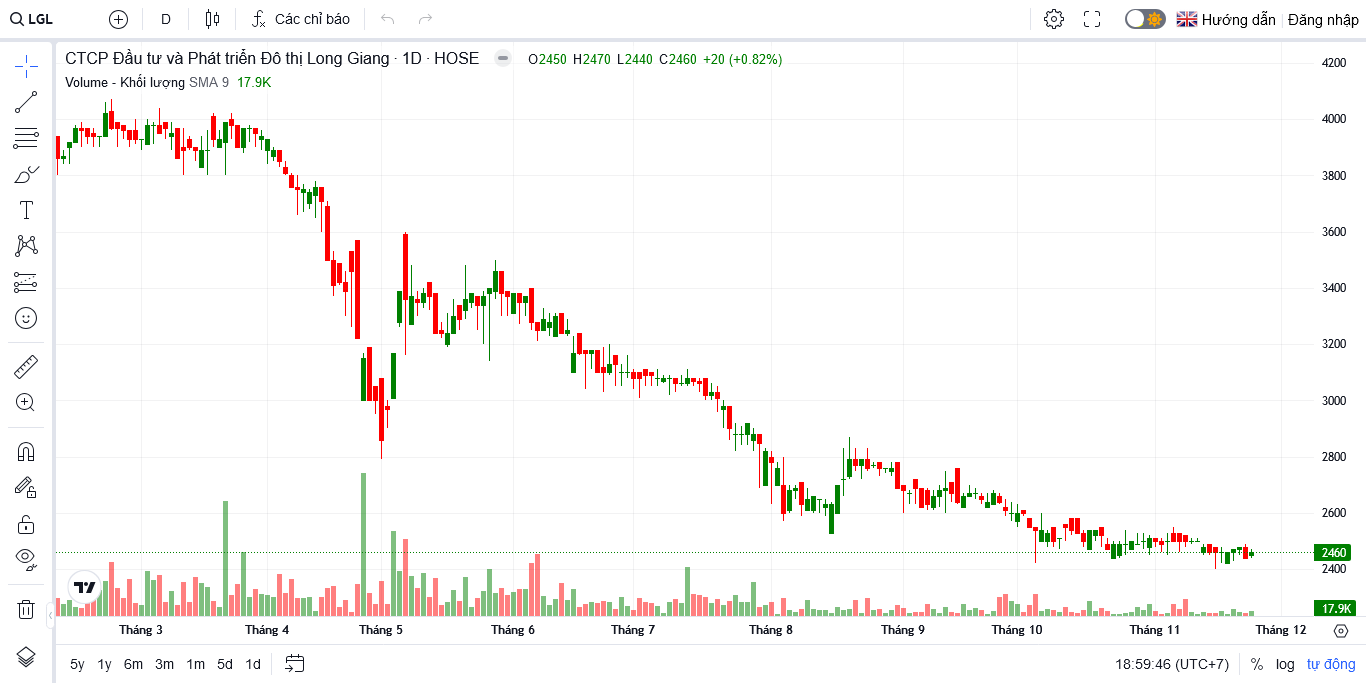 LGL D Các chỉ báo Hướng dẫn Đăng nhập
CTCP Đầu tư và Phát triển Đô thị Long Giang · 1D · HOSE O2450 H2470 L2440 C2460 +20 (+0.82%)
Volume - Khối lượng SMA 9 17.9K
4200
4000
3800
3600
3400
3200
3000
2800
2600
2460
2400
17.9K
Tháng 3 Tháng 4 Tháng 5 Tháng 6 Tháng 7 Tháng 8 Tháng 9 Tháng 10 Tháng 11 Tháng 12
5y 1y 6m 3m 1m 5d 1d 18:59:46 (UTC+7) % log tự động